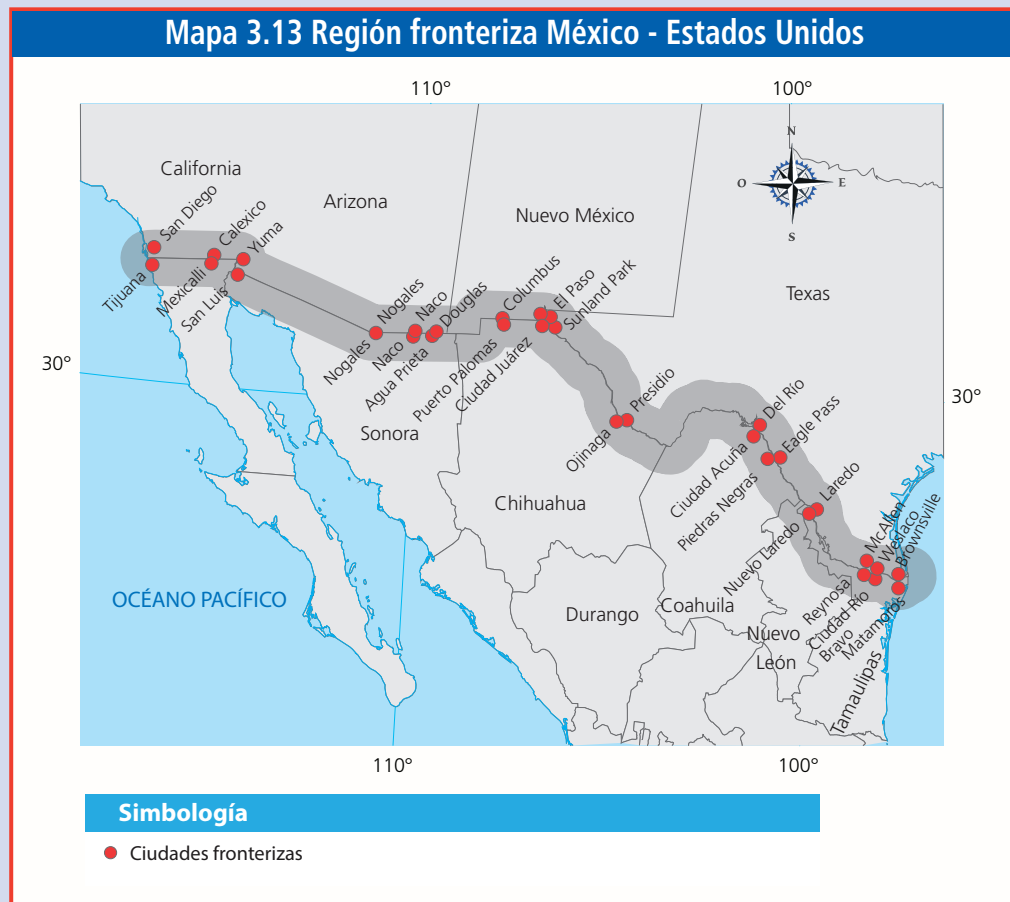 Mapa 3.13 Región fronteriza México - Estados Unidos
110°
100°
N
O
E
S
California
Arizona
Nuevo México
Texas
San Diego
Calexico
Yuma
Tijuana
Mexicalli
San Luis
Nogales
Naco
Douglas
Nogales
Naco
Agua Prieta
Columbus
El Paso
Sunland Park
Puerto Palomas
Ciudad Juárez
30°
30°
Presidio
Ojinaga
Del Río
Eagle Pass
Ciudad Acuña
Piedras Negras
Laredo
Nuevo Laredo
McAllen
Weslaco
Brownsville
Reynosa
Ciudad Río
Bravo
Matamoros
Sonora
Chihuahua
Durango
Coahuila
Nuevo
León
Tamaulipas
OCÉANO PACÍFICO
110°
100°
Simbología
Ciudades fronterizas